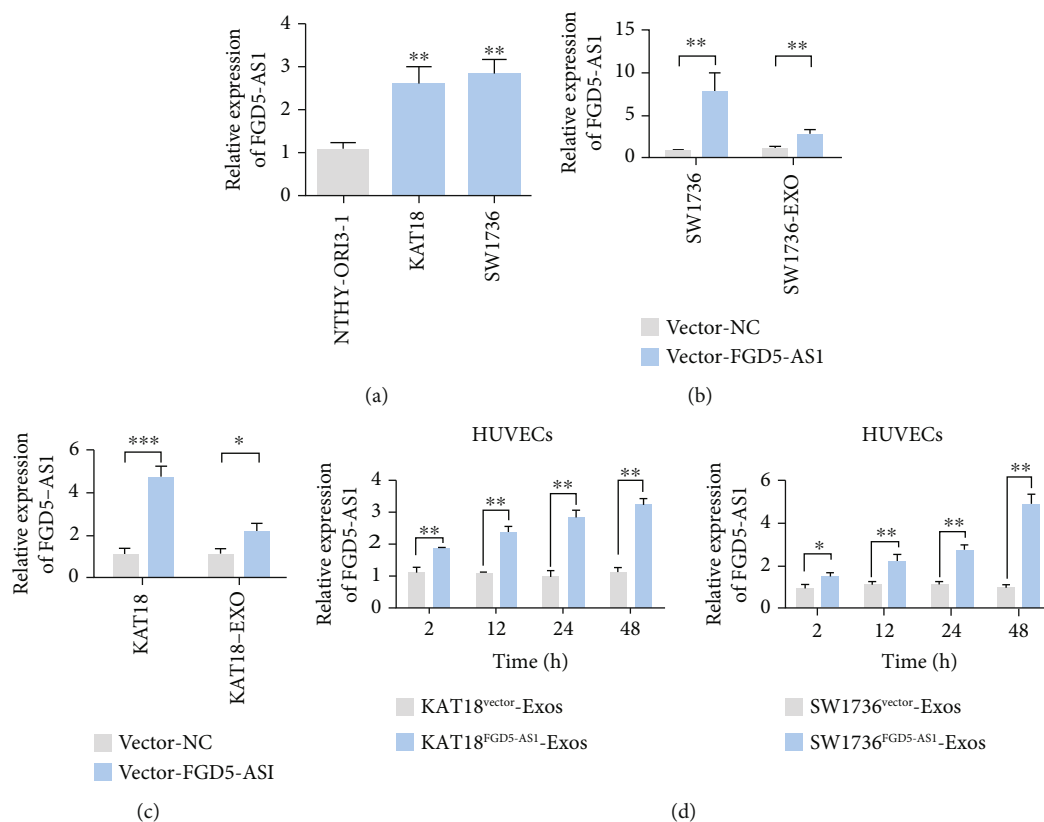 Relative expression
of FGD5-AS1
4
3
2
1
0
**
**
NTHY-ORI3-1
KAT18
SW1736
(a)
Relative expression
of FGD5-AS1
15
10
5
0
**
**
SW1736
SW1736-EXO
Vector-NC
Vector-FGD5-AS1
(b)
Relative expression
of FGD5–AS1
6
4
2
0
***
*
KAT18
KAT18–EXO
Vector-NC
Vector-FGD5-ASI
(c)
HUVECs
Relative expression
of FGD5-AS1
4
3
2
1
0
**
**
**
**
2 12 24 48
Time (h)
KAT18vector-Exos
KAT18FGD5-AS1-Exos
HUVECs
Relative expression
of FGD5-AS1
6
4
2
0
*
**
**
**
2 12 24 48
Time (h)
SW1736vector-Exos
SW1736FGD5-AS1-Exos
(d)